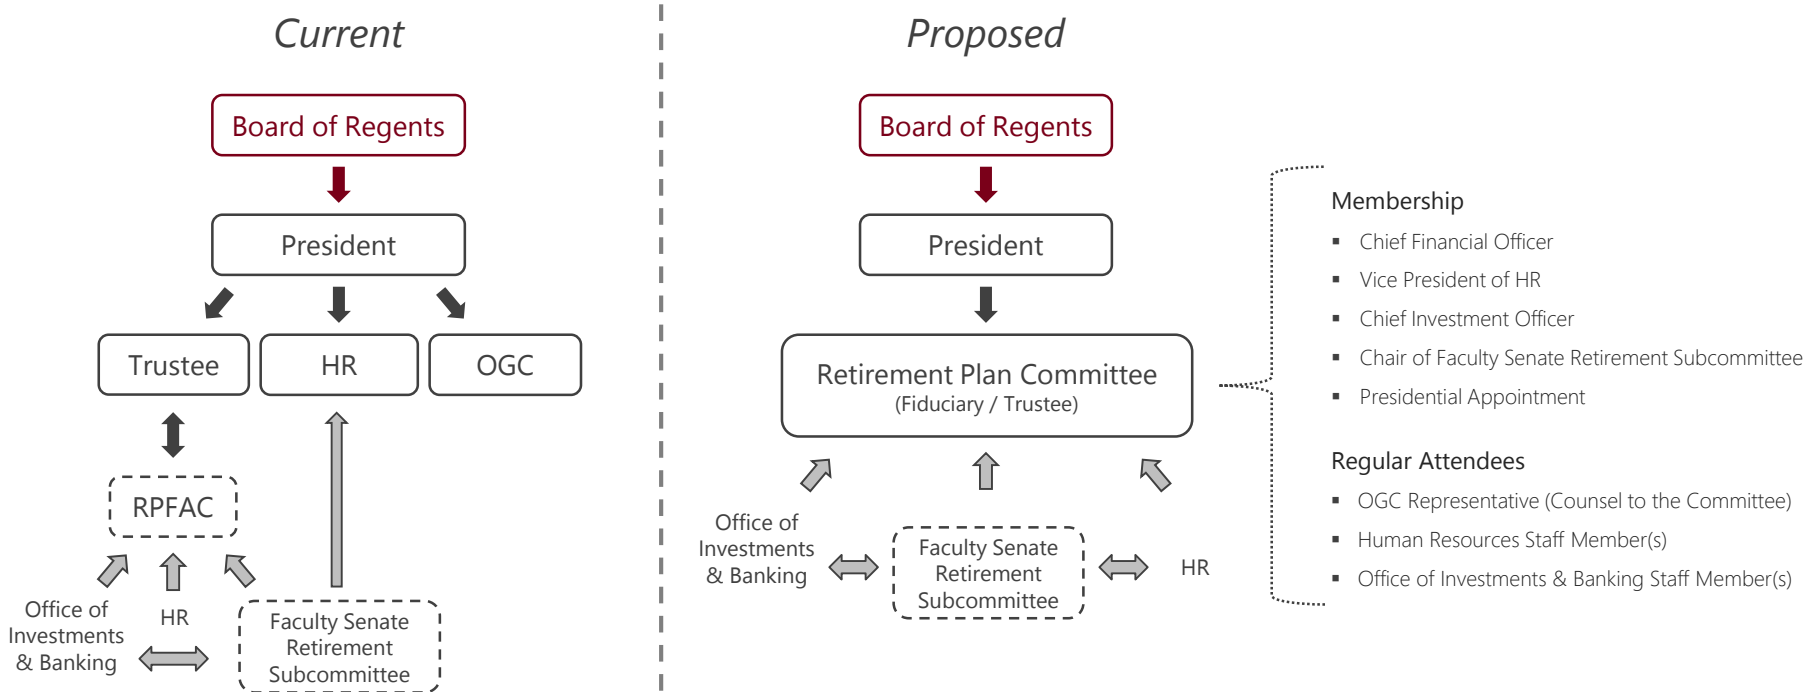 Current
Board of Regents
President
Trustee
HR
OGC
RPFAC
Office of
Investments
& Banking
HR
Faculty Senate
Retirement
Subcommittee
Proposed
Board of Regents
President
Retirement Plan Committee
(Fiduciary / Trustee)
Office of
Investments
& Banking
Faculty Senate
Retirement
Subcommittee
HR
Membership
▪ Chief Financial Officer
▪ Vice President of HR
▪ Chief Investment Officer
▪ Chair of Faculty Senate Retirement Subcommittee
▪ Presidential Appointment
Regular Attendees
▪ OGC Representative (Counsel to the Committee)
▪ Human Resources Staff Member(s)
▪ Office of Investments & Banking Staff Member(s)